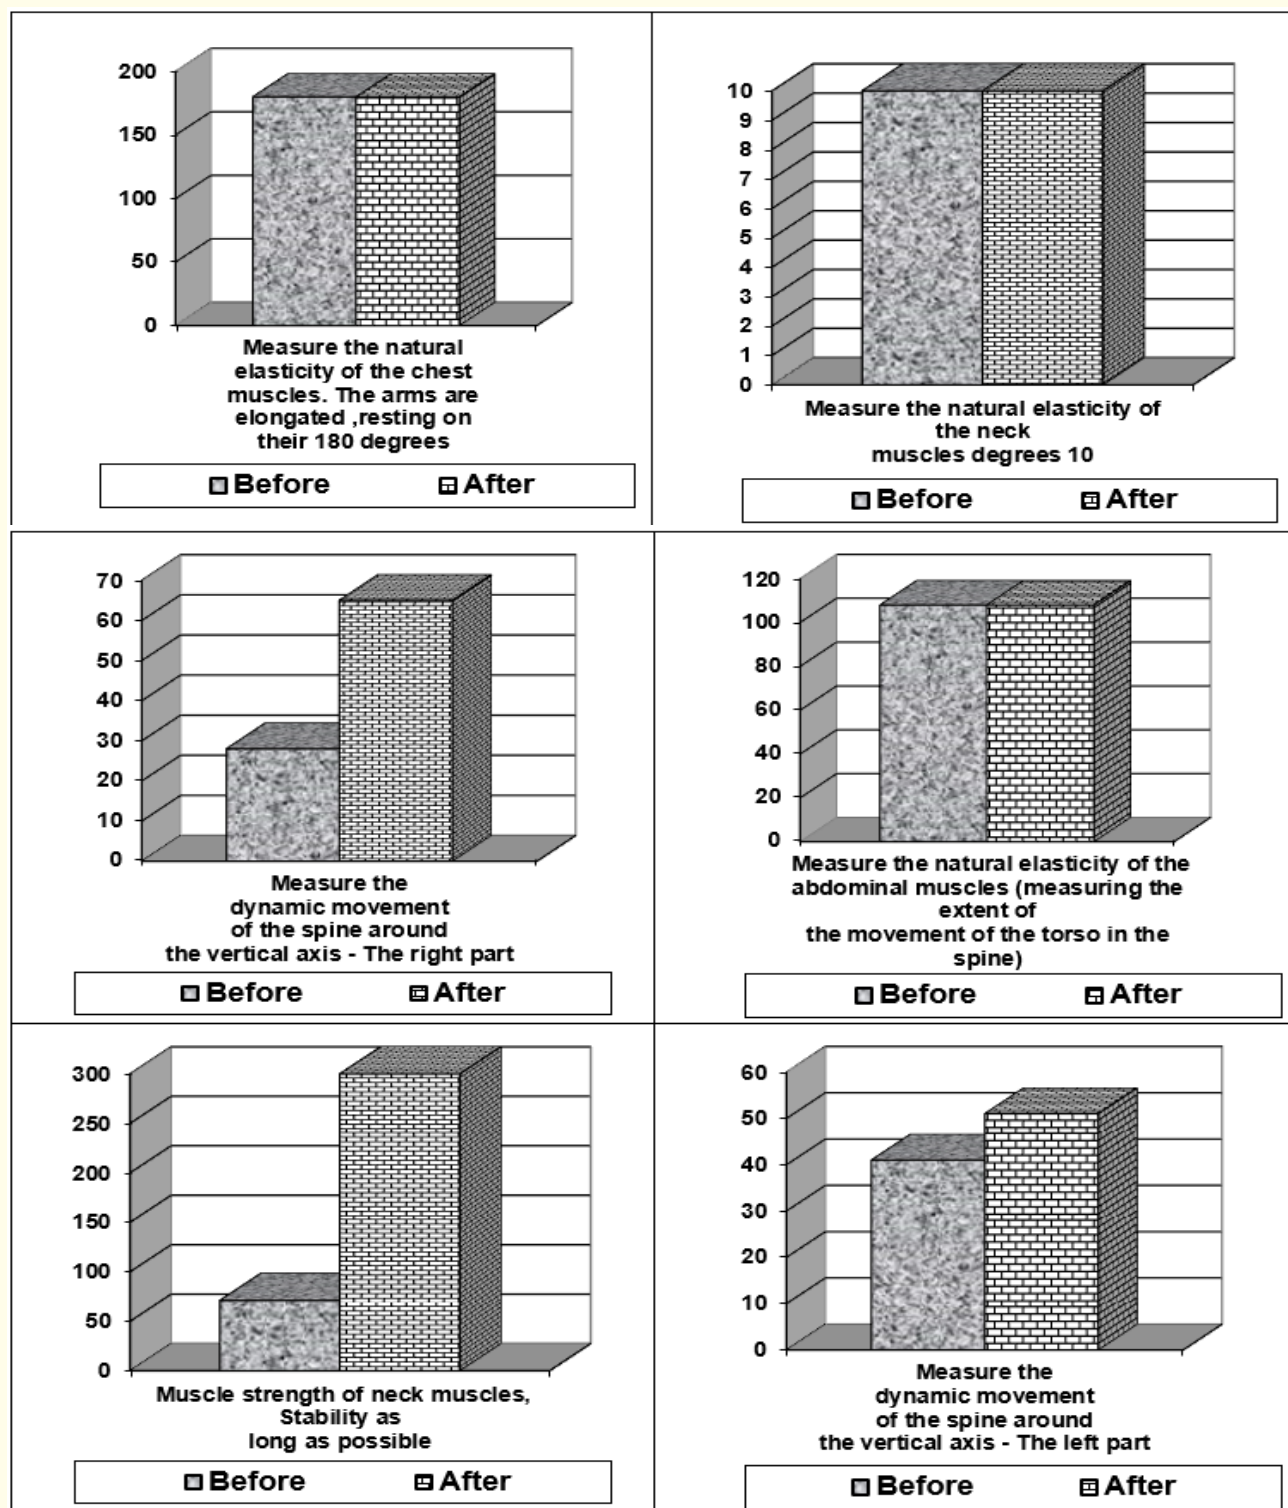 200
150
100
50
0
Measure the natural
elasticity of the chest
muscles. The arms are
elongated ,resting on
their 180 degrees
Before After
10
9
8
7
6
5
4
3
2
1
0
Measure the natural elasticity of
the neck
muscles degrees 10
Before After
70
60
50
40
30
20
10
0
Measure the
dynamic movement
of the spine around
the vertical axis - The right part
Before After
120
100
80
60
40
20
0
Measure the natural elasticity of the
abdominal muscles (measuring the
extent of
the movement of the torso in the
spine)
Before After
300
250
200
150
100
50
0
Muscle strength of neck muscles,
Stability as
long as possible
Before After
60
50
40
30
20
10
0
Measure the
dynamic movement
of the spine around
the vertical axis - The left part
Before After